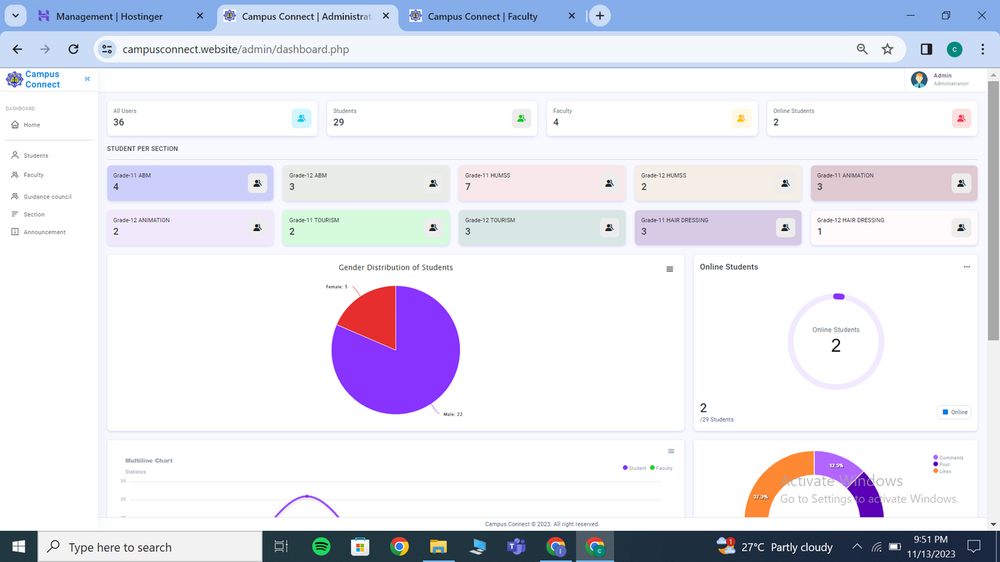 Management | Hostinger
Campus Connect | Administrat
Campus Connect | Faculty
campusconnect.website/admin/dashboard.php
C
Campus
Connect
Admin
Administratorr
DASHBOARD
Home
Students
Faculty
Guidance council
Section
Announcement
All Users
36
Students
29
Faculty
4
Online Students
2
STUDENT PER SECTION
Grade-11 ABM
4
Grade-12 ABM
3
Grade-11 HUMSS
7
Grade-12 HUMSS
2
Grade-11 ANIMATION
3
Grade-12 ANIMATION
2
Grade-11 TOURISM
2
Grade-12 TOURISM
3
Grade-11 HAIR DRESSING
3
Grade-12 HAIR DRESSING
1
Gender Distribution of Students
Female: 5
Male: 22
Online Students
Online Students
2
2
/29 Students
Online
Multiline Chart
Statistics
Student
Faculty
25
20
15
Comments
Post
Likes
12.5%
37.5%
Activate Windows
Go to Settings to activate Windows.
Campus Connect © 2023. All right reserved.
Type here to search
1
27°C Partly cloudy
9:51 PM
11/13/2023